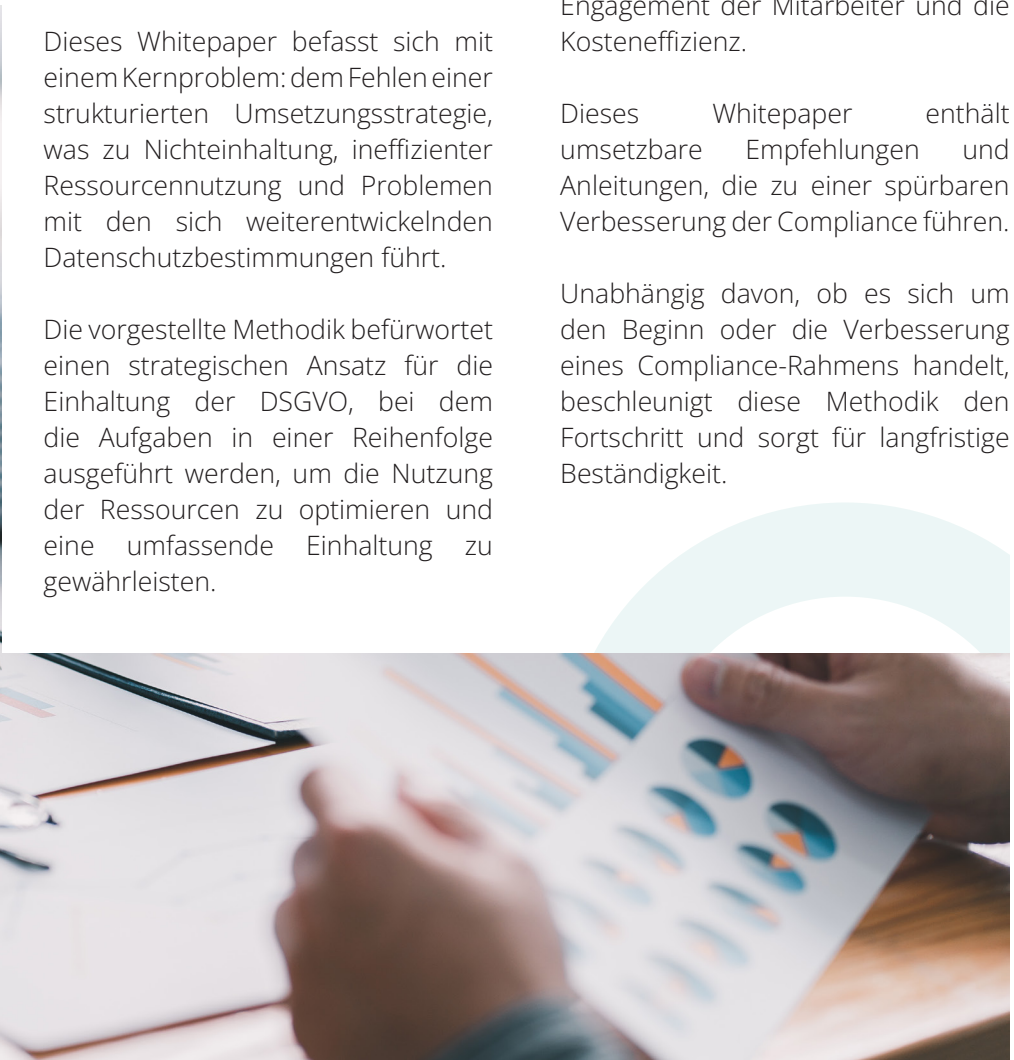 Dieses Whitepaper befasst sich mit
einem Kernproblem: dem Fehlen einer
strukturierten Umsetzungsstrategie,
was zu Nichteinhaltung, ineffizienter
Ressourcennutzung und Problemen
mit den sich weiterentwickelnden
Datenschutzbestimmungen führt.
Die vorgestellte Methodik befürwortet
einen strategischen Ansatz für die
Einhaltung der DSGVO, bei dem
die Aufgaben in einer Reihenfolge
ausgeführt werden, um die Nutzung
der Ressourcen zu optimieren und
eine umfassende Einhaltung zu
gewährleisten.
Engagement der Mitarbeiter und die
Kosteneffizienz.
Dieses Whitepaper enthält
umsetzbare Empfehlungen und
Anleitungen, die zu einer spürbaren
Verbesserung der Compliance führen.
Unabhängig davon, ob es sich um
den Beginn oder die Verbesserung
eines Compliance-Rahmens handelt,
beschleunigt diese Methodik den
Fortschritt und sorgt für langfristige
Beständigkeit.